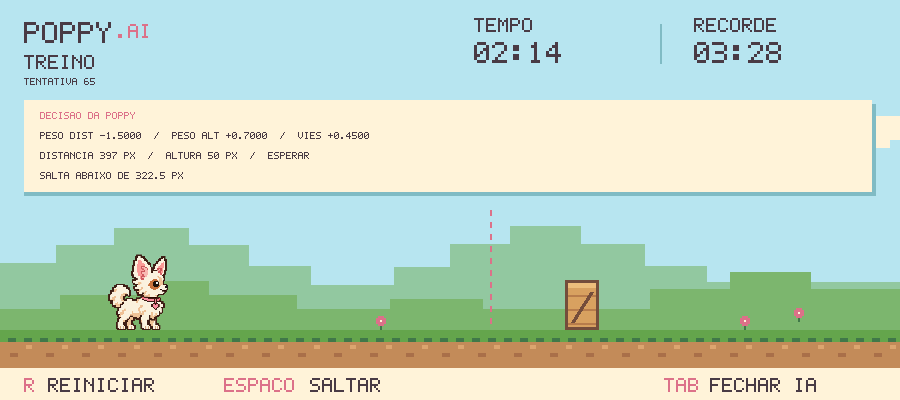 POPPY.AI
TREINO
TENTATIVA 65
TEMPO
02:14
RECORDE
03:28
DECISAO DA POPPY
PESO DIST -1.5000 / PESO ALT +0.7000 / VIES +0.4500
DISTANCIA 397 PX / ALTURA 50 PX / ESPERAR
SALTA ABAIXO DE 322.5 PX
R REINICIAR ESPACO SALTAR TAB FECHAR IA